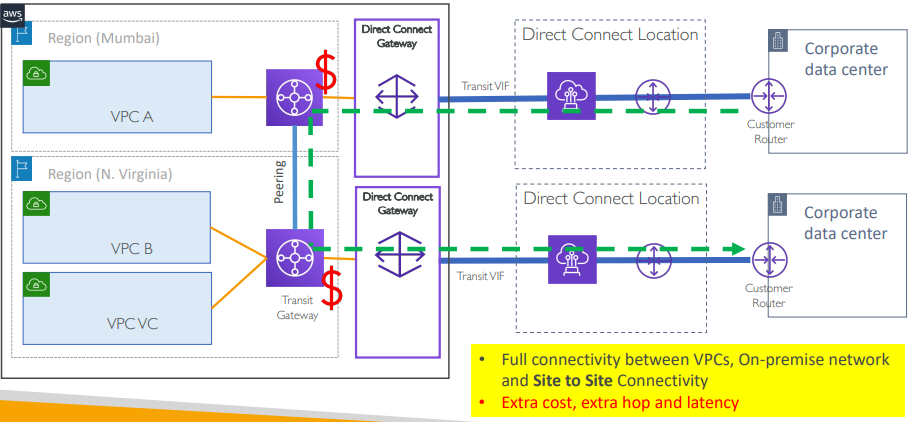 aws
Region (Mumbai)
VPC A
$
Direct Connect
Gateway
Transit VIF
Direct Connect Location
Corporate
data center
Customer
Router
Peering
Region (N. Virginia)
VPC B
VPC VC
Transit
Gateway
$
Direct Connect
Gateway
Transit VIF
Direct Connect Location
Corporate
data center
Customer
Router
• Full connectivity between VPCs, On-premise network
and Site to Site Connectivity
• Extra cost, extra hop and latency